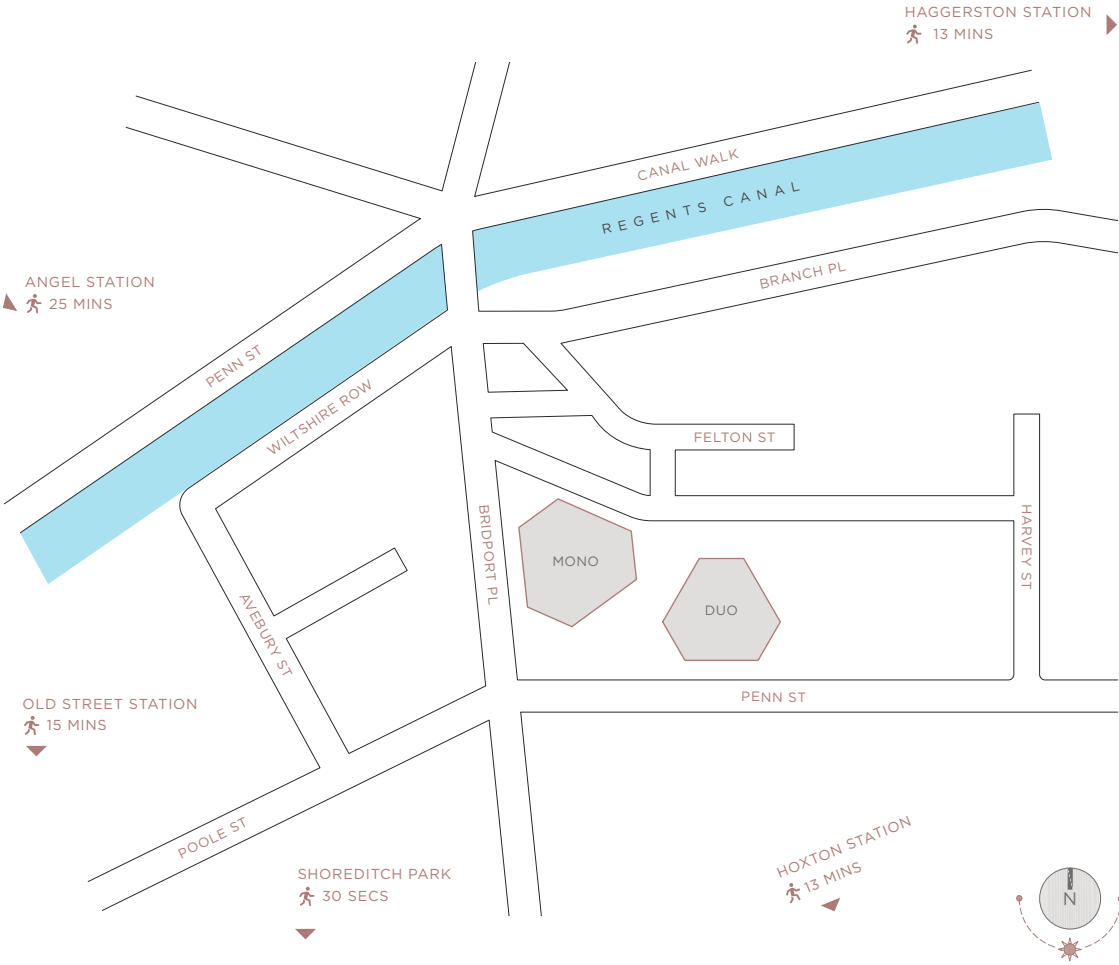 HAGGERSTON STATION
13 MINS
CANAL WALK
REGENTS CANAL
BRANCH PL
ANGEL STATION
25 MINS
PENN ST
WILTSHIRE ROW
FELTON ST
BRIDPORT PL
HARVEY ST
MONO
DUO
AVEBURY ST
PENN ST
OLD STREET STATION
15 MINS
POOLE ST
SHOREDITCH PARK
30 SECS
HOXTON STATION
13 MINS
N